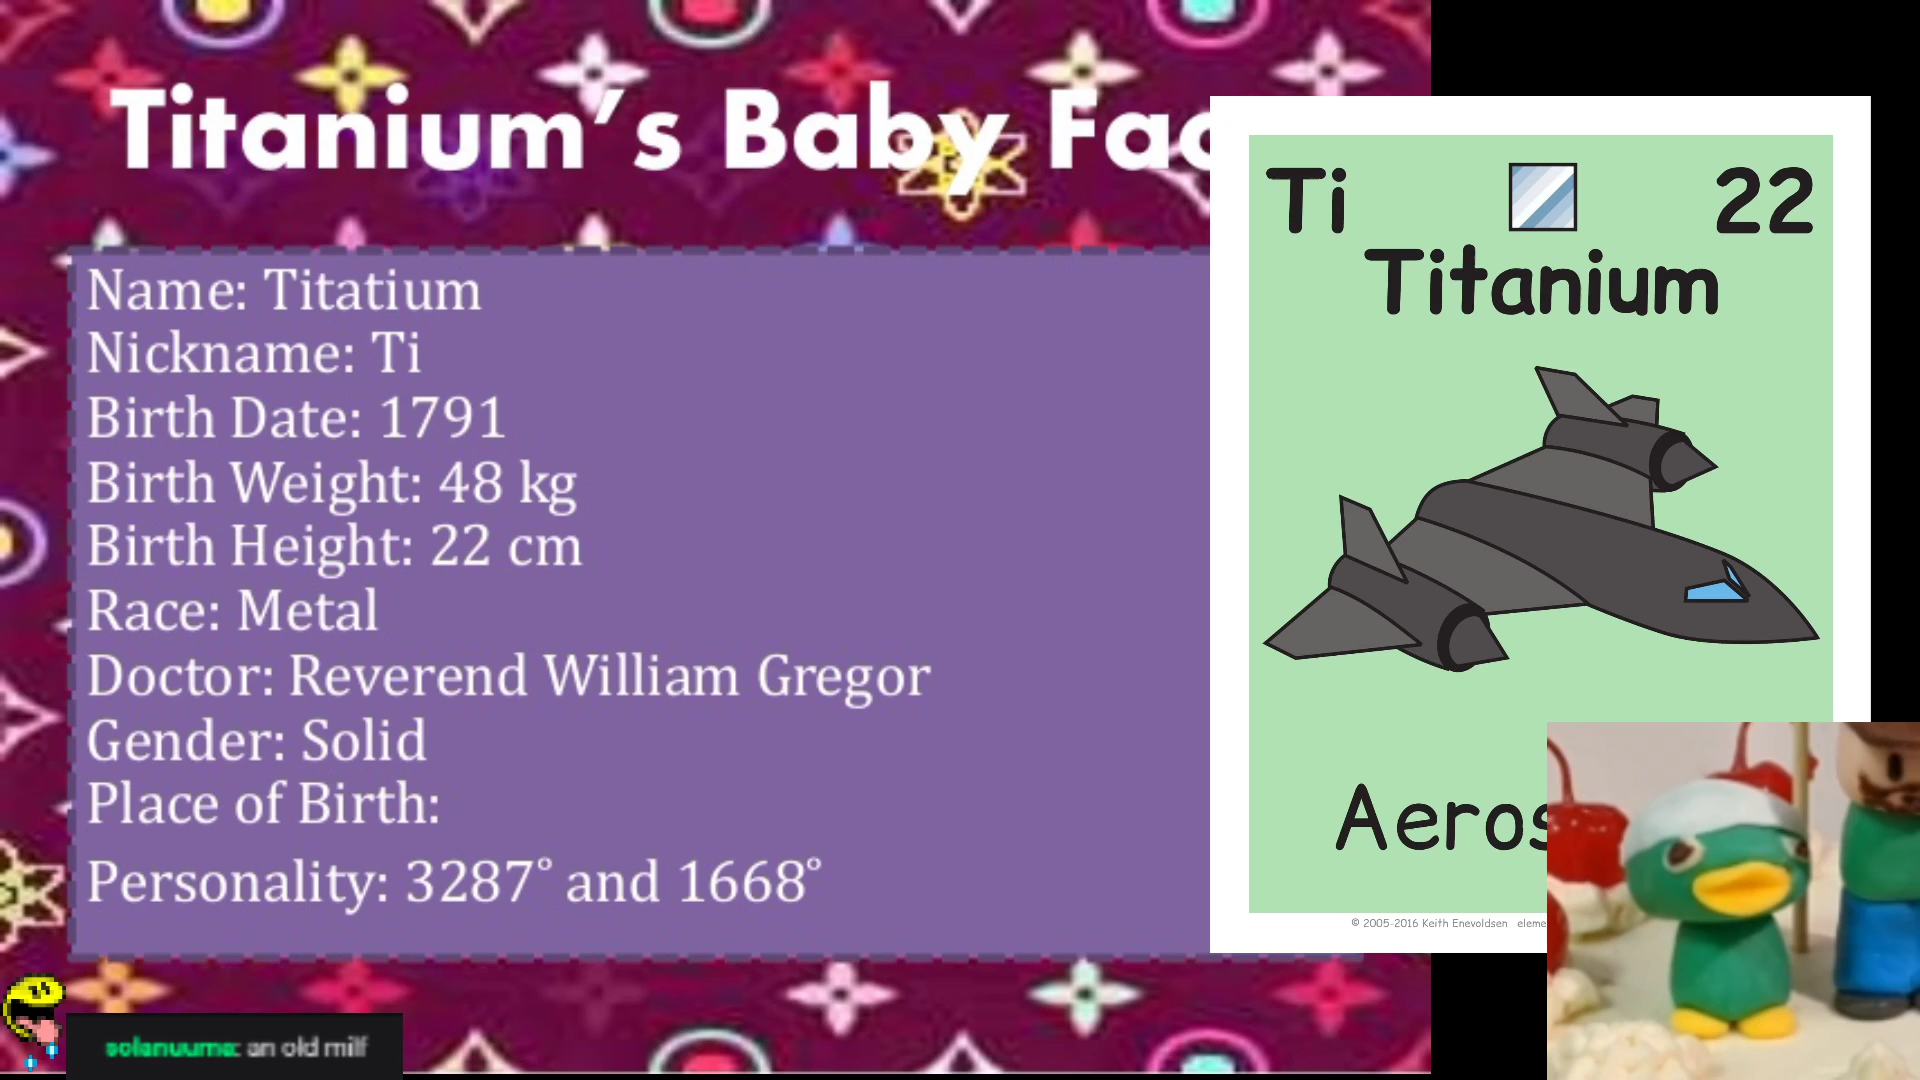 Titanium’s Baby Fac
Name: Titatium
Nickname: Ti
Birth Date: 1791
Birth Weight: 48 kg
Birth Height: 22 cm
Race: Metal
Doctor: Reverend William Gregor
Gender: Solid
Place of Birth:
Personality: 3287° and 1668°
Ti 22
Titanium
Aeros
© 2005-2016 Keith Enevoldsen eleme
solanuuma: an old milf